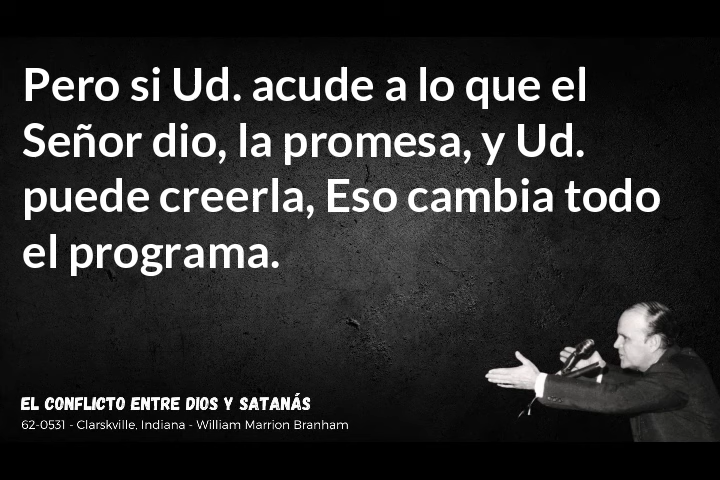 Pero si Ud. acude a lo que el
Señor dio, la promesa, y Ud.
puede creerla, Eso cambia todo
el programa.
EL CONFLICTO ENTRE DIOS Y SATANÁS
62-0531 - Clarskville, Indiana - William Marrion Branham